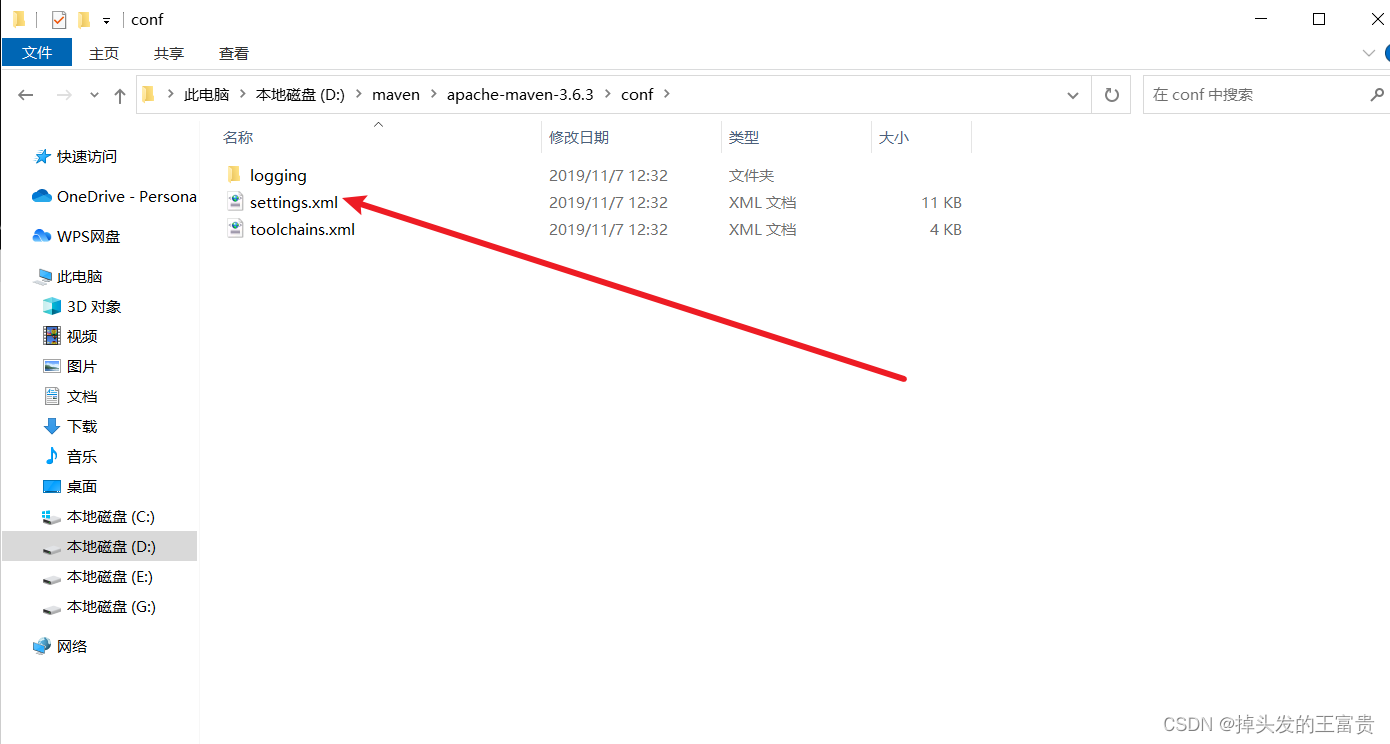 conf
文件 主页 共享 查看
此电脑 本地磁盘 (D:) maven apache-maven-3.6.3 conf 在 conf 中搜索
名称 修改日期 类型 大小
logging 2019/11/7 12:32 文件夹
settings.xml 2019/11/7 12:32 XML 文档 11 KB
toolchains.xml 2019/11/7 12:32 XML 文档 4 KB
快速访问
OneDrive - Persona
WPS网盘
此电脑
3D 对象
视频
图片
文档
下载
音乐
桌面
本地磁盘 (C:)
本地磁盘 (D:)
本地磁盘 (E:)
本地磁盘 (G:)
网络
CSDN @掉头发的王富贵